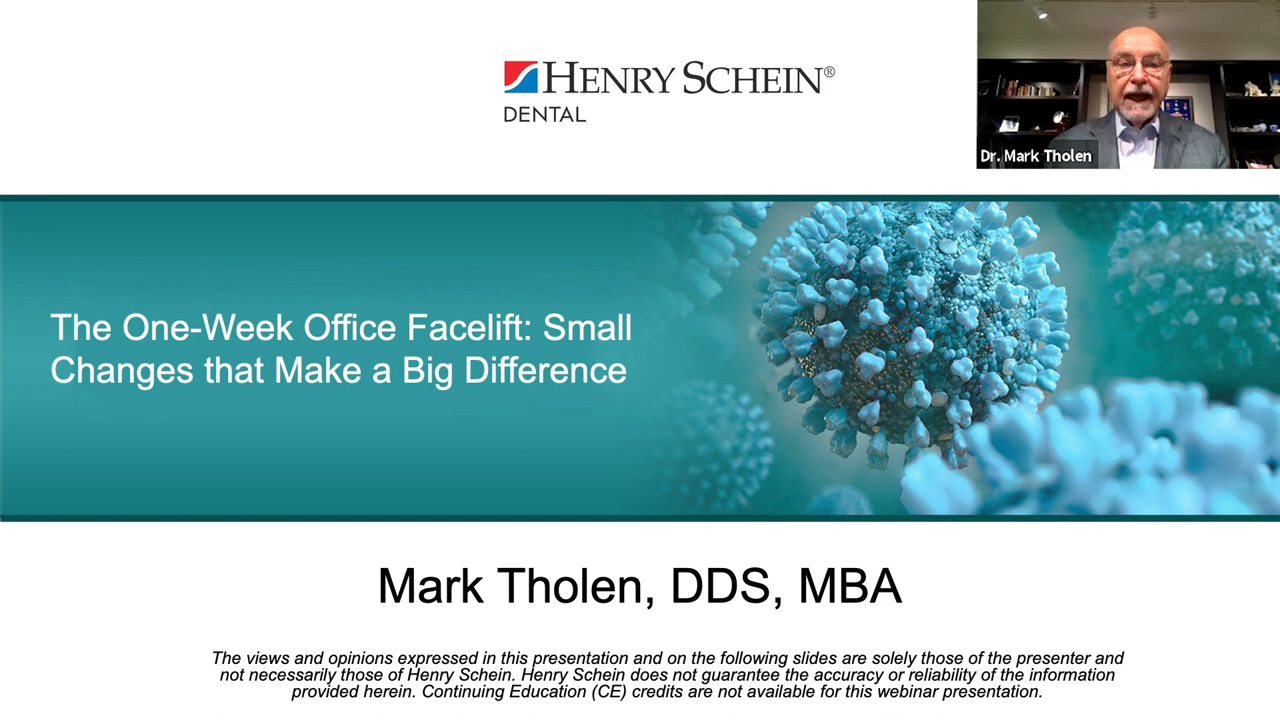 HENRY SCHEIN®
DENTAL
Dr. Mark Tholen
The One-Week Office Facelift: Small
Changes that Make a Big Difference
Mark Tholen, DDS, MBA
The views and opinions expressed in this presentation and on the following slides are solely those of the presenter and
not necessarily those of Henry Schein. Henry Schein does not guarantee the accuracy or reliability of the information
provided herein. Continuing Education (CE) credits are not available for this webinar presentation.